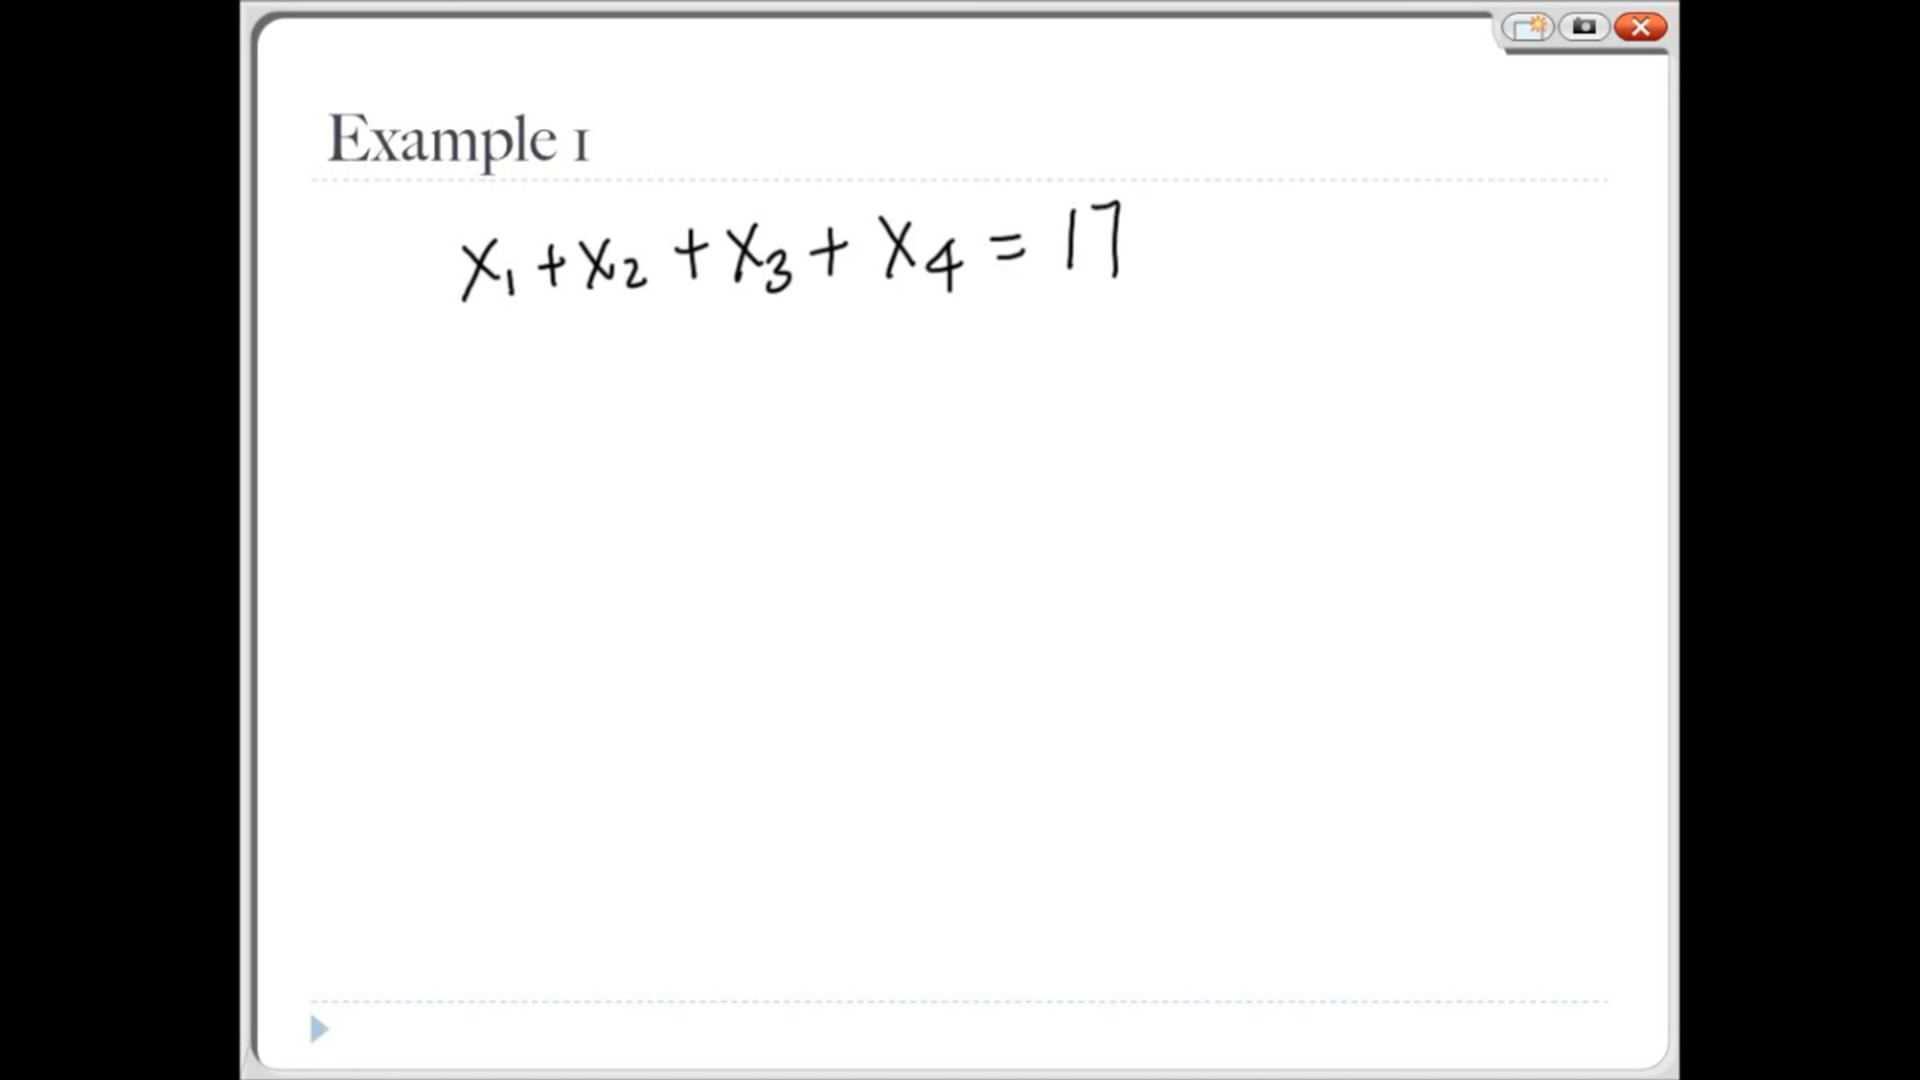 Example 1
x₁ + x₂ + x₃ + x₄ = 17